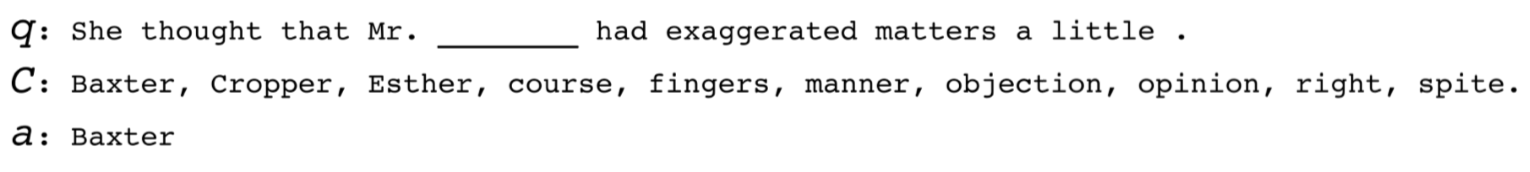 q: She thought that Mr. ________ had exaggerated matters a little .
C: Baxter, Cropper, Esther, course, fingers, manner, objection, opinion, right, spite.
a: Baxter